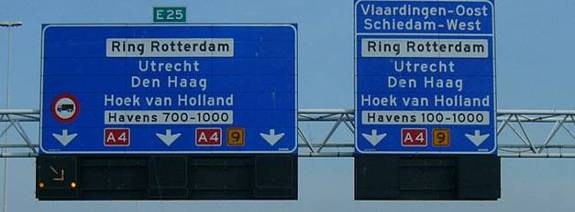 E25
Ring Rotterdam
Utrecht
Den Haag
Hoek van Holland
Havens 700-1000
A4 A4 9
Vlaardingen-Oost
Schiedam-West
Ring Rotterdam
Utrecht
Den Haag
Hoek van Holland
Havens 100-1000
A4 9